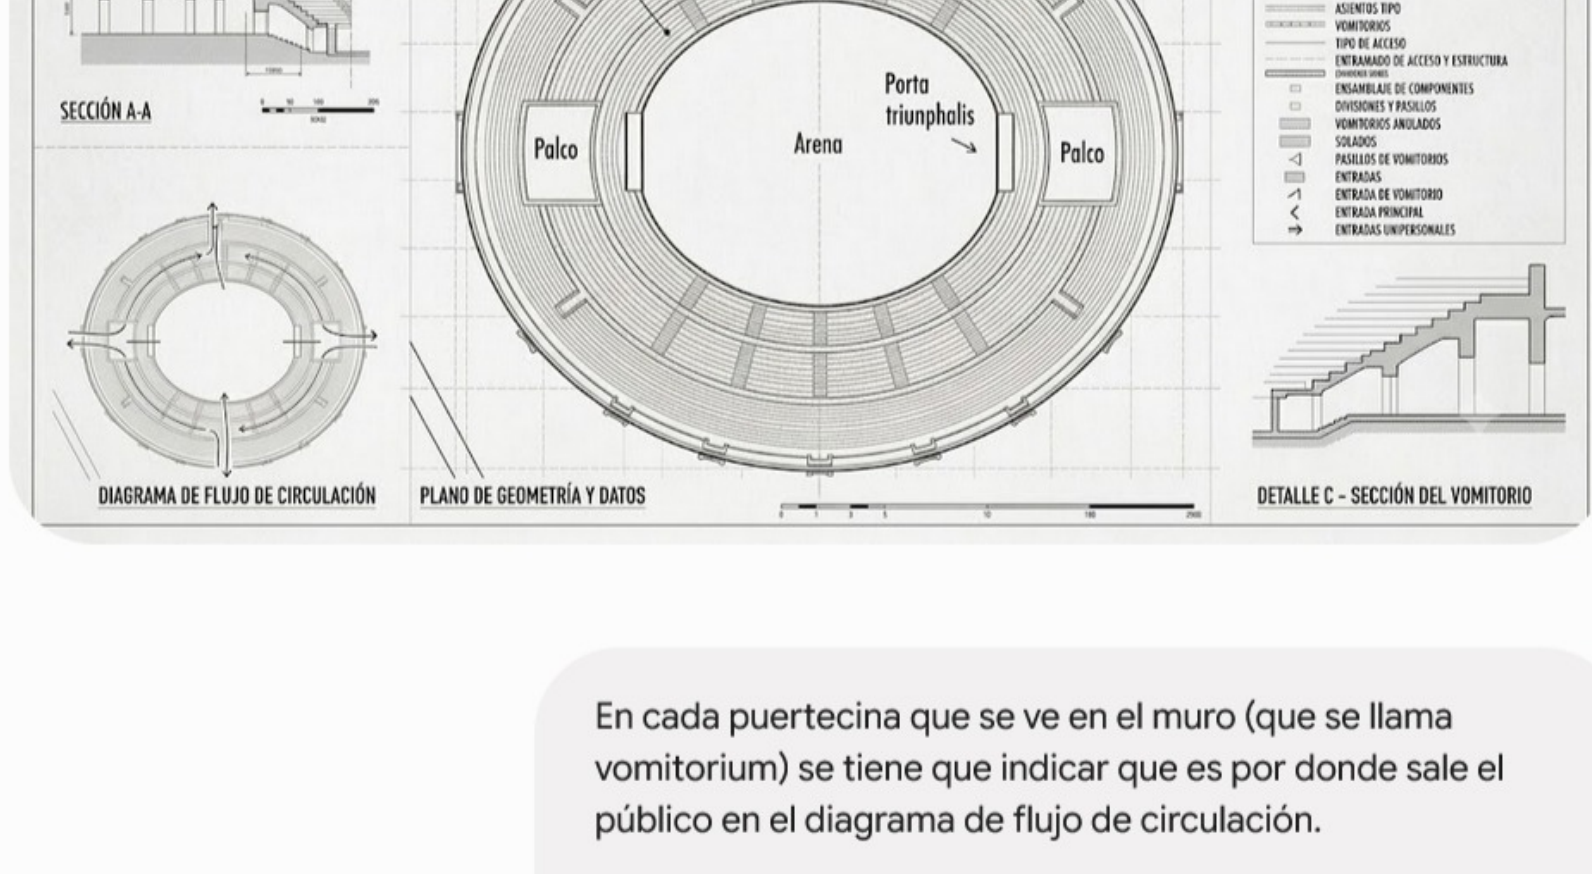 ASIENTOS TIPO
VOMITORIOS
TIPO DE ACCESO
ENTRAMADO DE ACCESO Y ESTRUCTURA
ENSAMBLAJE DE COMPONENTES
DIVISIONES Y PASILLOS
VOMITORIOS ANULADOS
SOLADOS
PASILLOS DE VOMITORIOS
ENTRADAS
ENTRADA DE VOMITORIO
ENTRADA PRINCIPAL
ENTRADAS UNIPERSONALES
SECCIÓN A-A
Porta
triunphalis
Palco
Arena
Palco
DIAGRAMA DE FLUJO DE CIRCULACIÓN
PLANO DE GEOMETRÍA Y DATOS
DETALLE C - SECCIÓN DEL VOMITORIO
En cada puertecina que se ve en el muro (que se llama
vomitorium) se tiene que indicar que es por donde sale el
público en el diagrama de flujo de circulación.